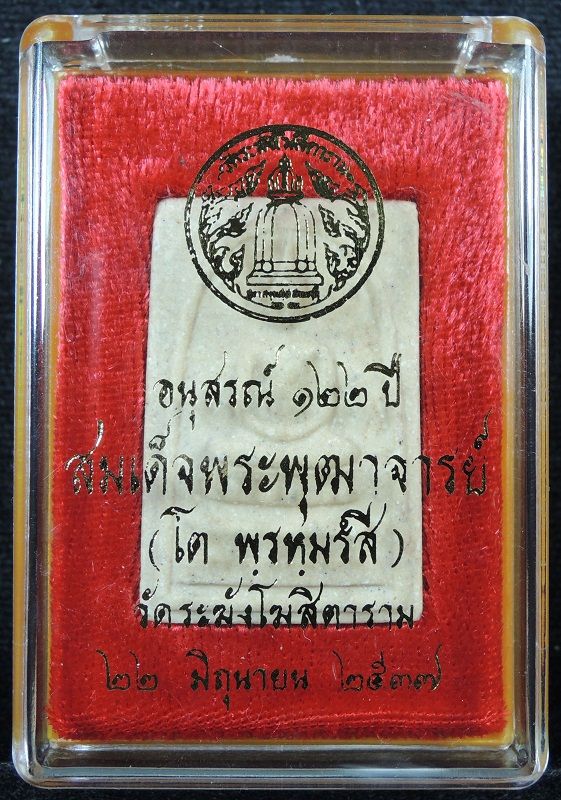 อนุสรณ์ ๑๒๒ ปี
สมเด็จพระพุฒาจารย์
(โต พฺรหฺมรํสี)
วัดระฆังโฆสิตาราม
๒๒ มิถุนายน ๒๕๓๗